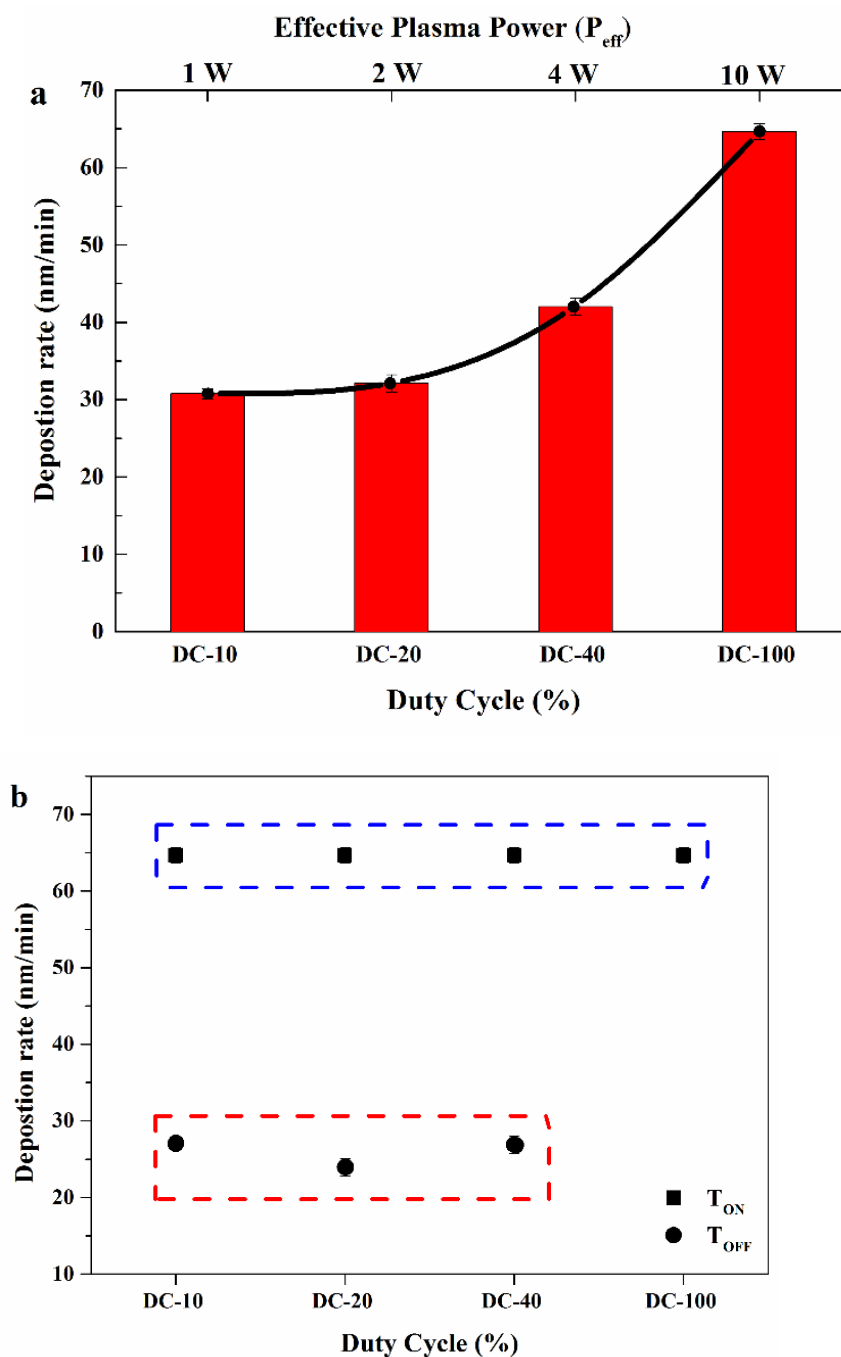 Effective Plasma Power (Peff)
1 W 2 W 4 W 10 W
a
70
60
50
40
30
20
10
0
Depostion rate (nm/min)
DC-10 DC-20 DC-40 DC-100
Duty Cycle (%)
b
70
60
50
40
30
20
10
Depostion rate (nm/min)
TON
TOFF
DC-10 DC-20 DC-40 DC-100
Duty Cycle (%)